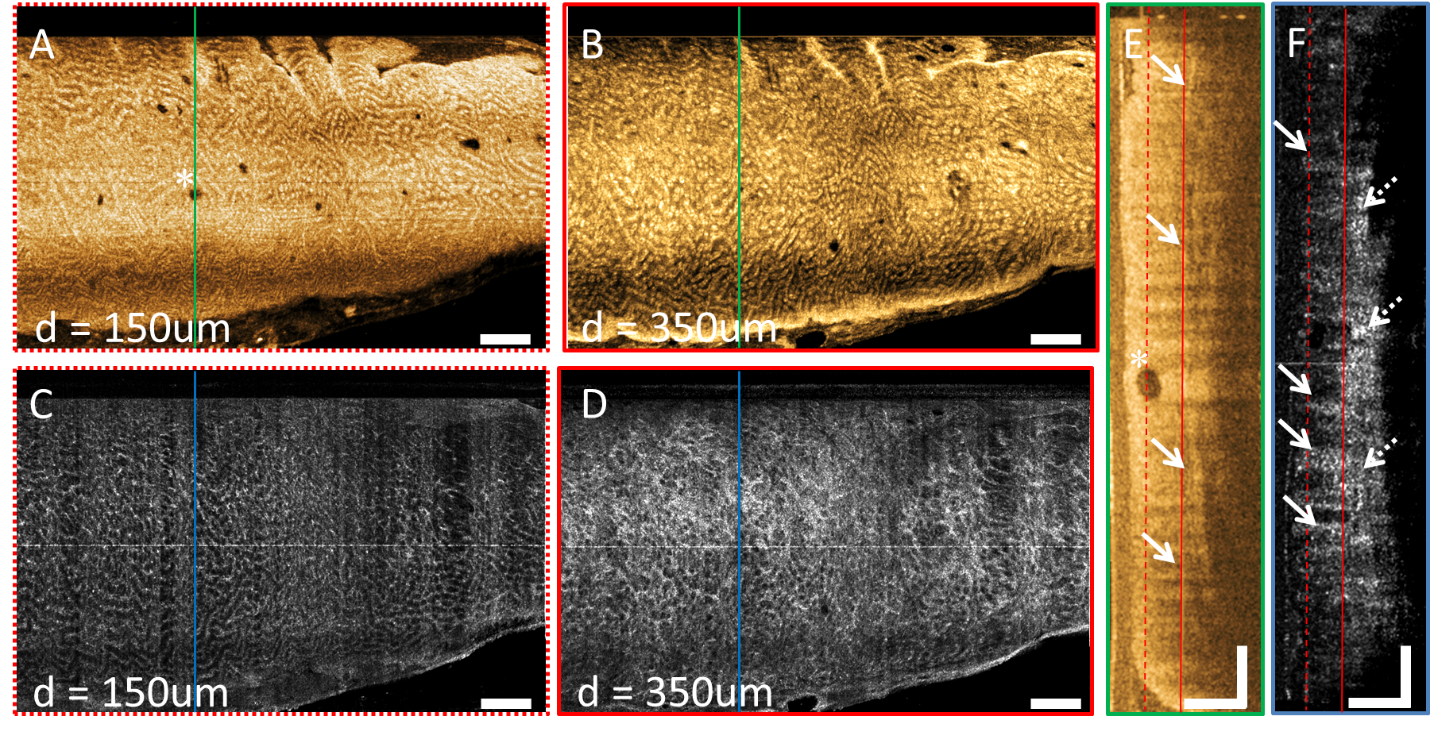 A
B
E
F
*
d = 150um
d = 350um
*
C
D
d = 150um
d = 350um